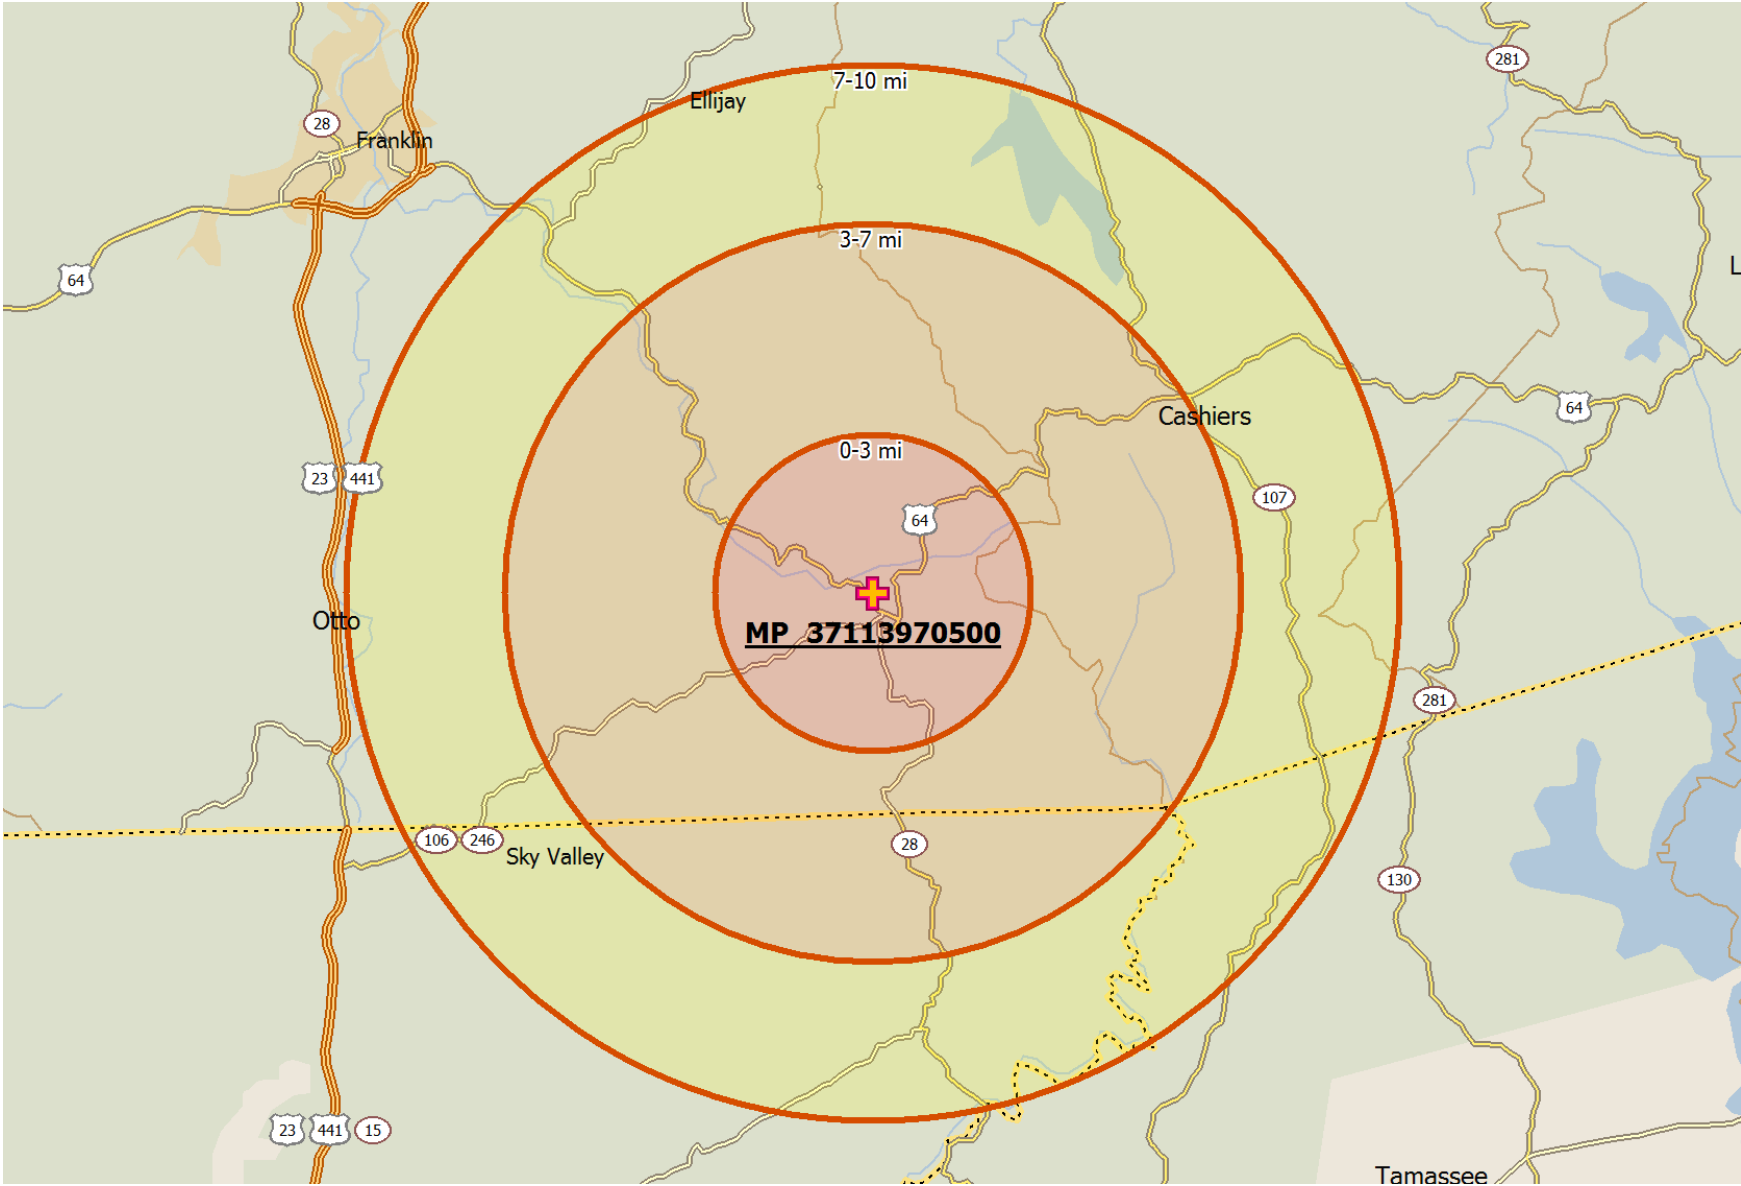 281
7-10 mi
Ellijay
28
Franklin
3-7 mi
64
L
64
Cashiers
0-3 mi
23
441
107
64
Otto
MP 37113970500
281
106
246
Sky Valley
28
130
23
441
15
Tamassee